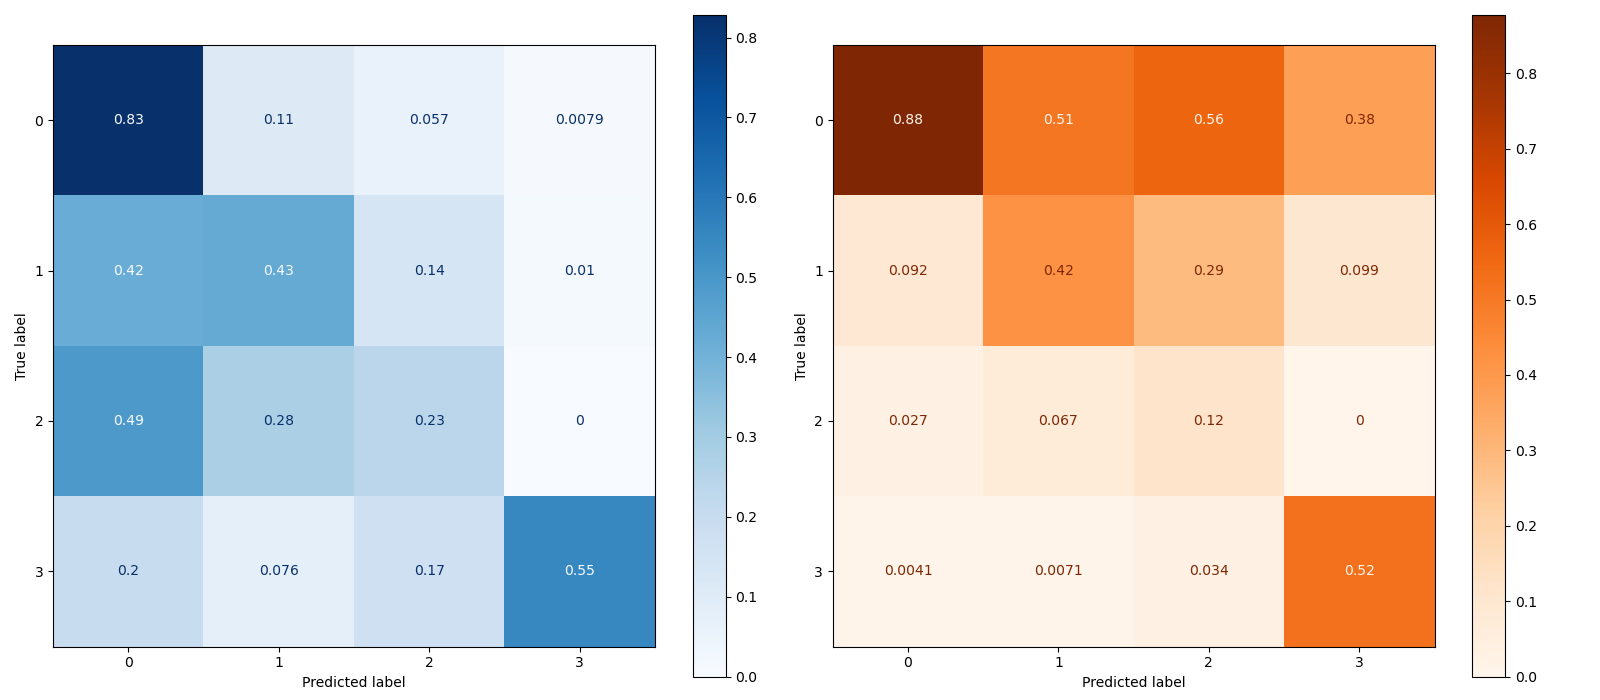 0.83 0.11 0.057 0.0079
0.42 0.43 0.14 0.01
0.49 0.28 0.23 0
0.2 0.076 0.17 0.55
0
1
2
3
True label
0 1 2 3
Predicted label
0.8
0.7
0.6
0.5
0.4
0.3
0.2
0.1
0.0
0.88 0.51 0.56 0.38
0.092 0.42 0.29 0.099
0.027 0.067 0.12 0
0.0041 0.0071 0.034 0.52
0
1
2
3
True label
0 1 2 3
Predicted label
0.8
0.7
0.6
0.5
0.4
0.3
0.2
0.1
0.0